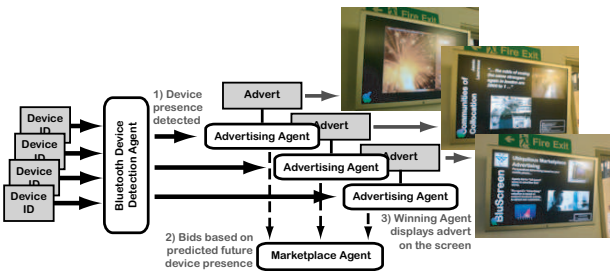 Device
ID
Device
ID
Device
ID
Device
ID
Bluetooth Device
Detection Agent
1) Device
presence
detected
Advert
Advertising Agent
Advert
Advertising Agent
Advert
Advertising Agent
2) Bids based on
predicted future
device presence
Marketplace Agent
3) Winning Agent
displays advert
on the screen
Fire Exit
Fire Exit
Communities of
Collocation
Fire Exit
BluScreen
Ubiquitous Marketplace
Advertising